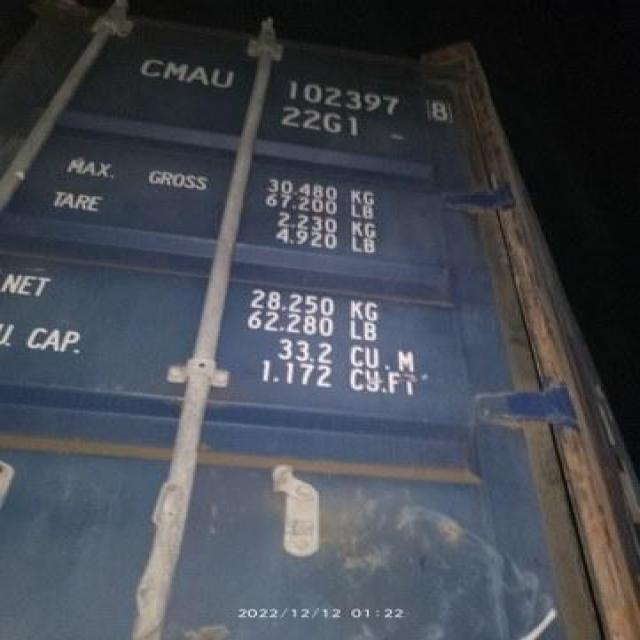 CMAU 102397 8
22G1
MAX. GROSS 30.480 KG
67.200 LB
TARE 2.230 KG
4.920 LB
NET 28.250 KG
62.280 LB
U. CAP. 33.2 CU.M
1.172 CU.FT
2022/12/12 01:22